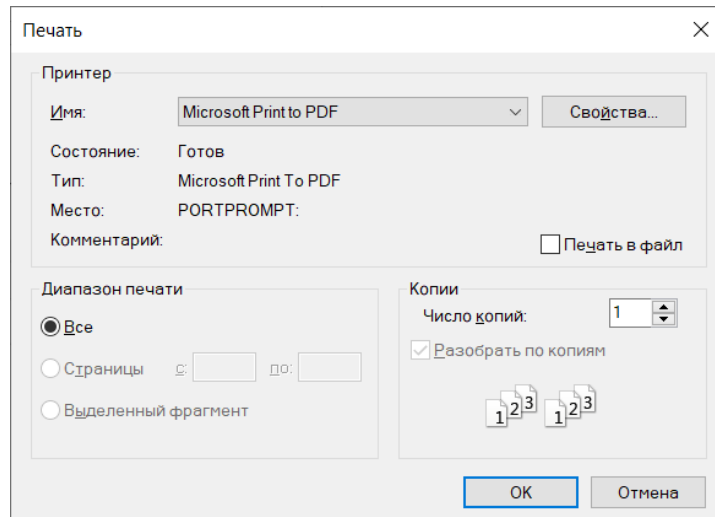 Печать
Принтер
Имя: Microsoft Print to PDF Свойства...
Состояние: Готов
Тип: Microsoft Print To PDF
Место: PORTPROMPT:
Комментарий: Печать в файл
Диапазон печати
Все
Страницы с: по:
Выделенный фрагмент
Копии
Число копий: 1
Разобрать по копиям
1 2 3 1 2 3
OK Отмена